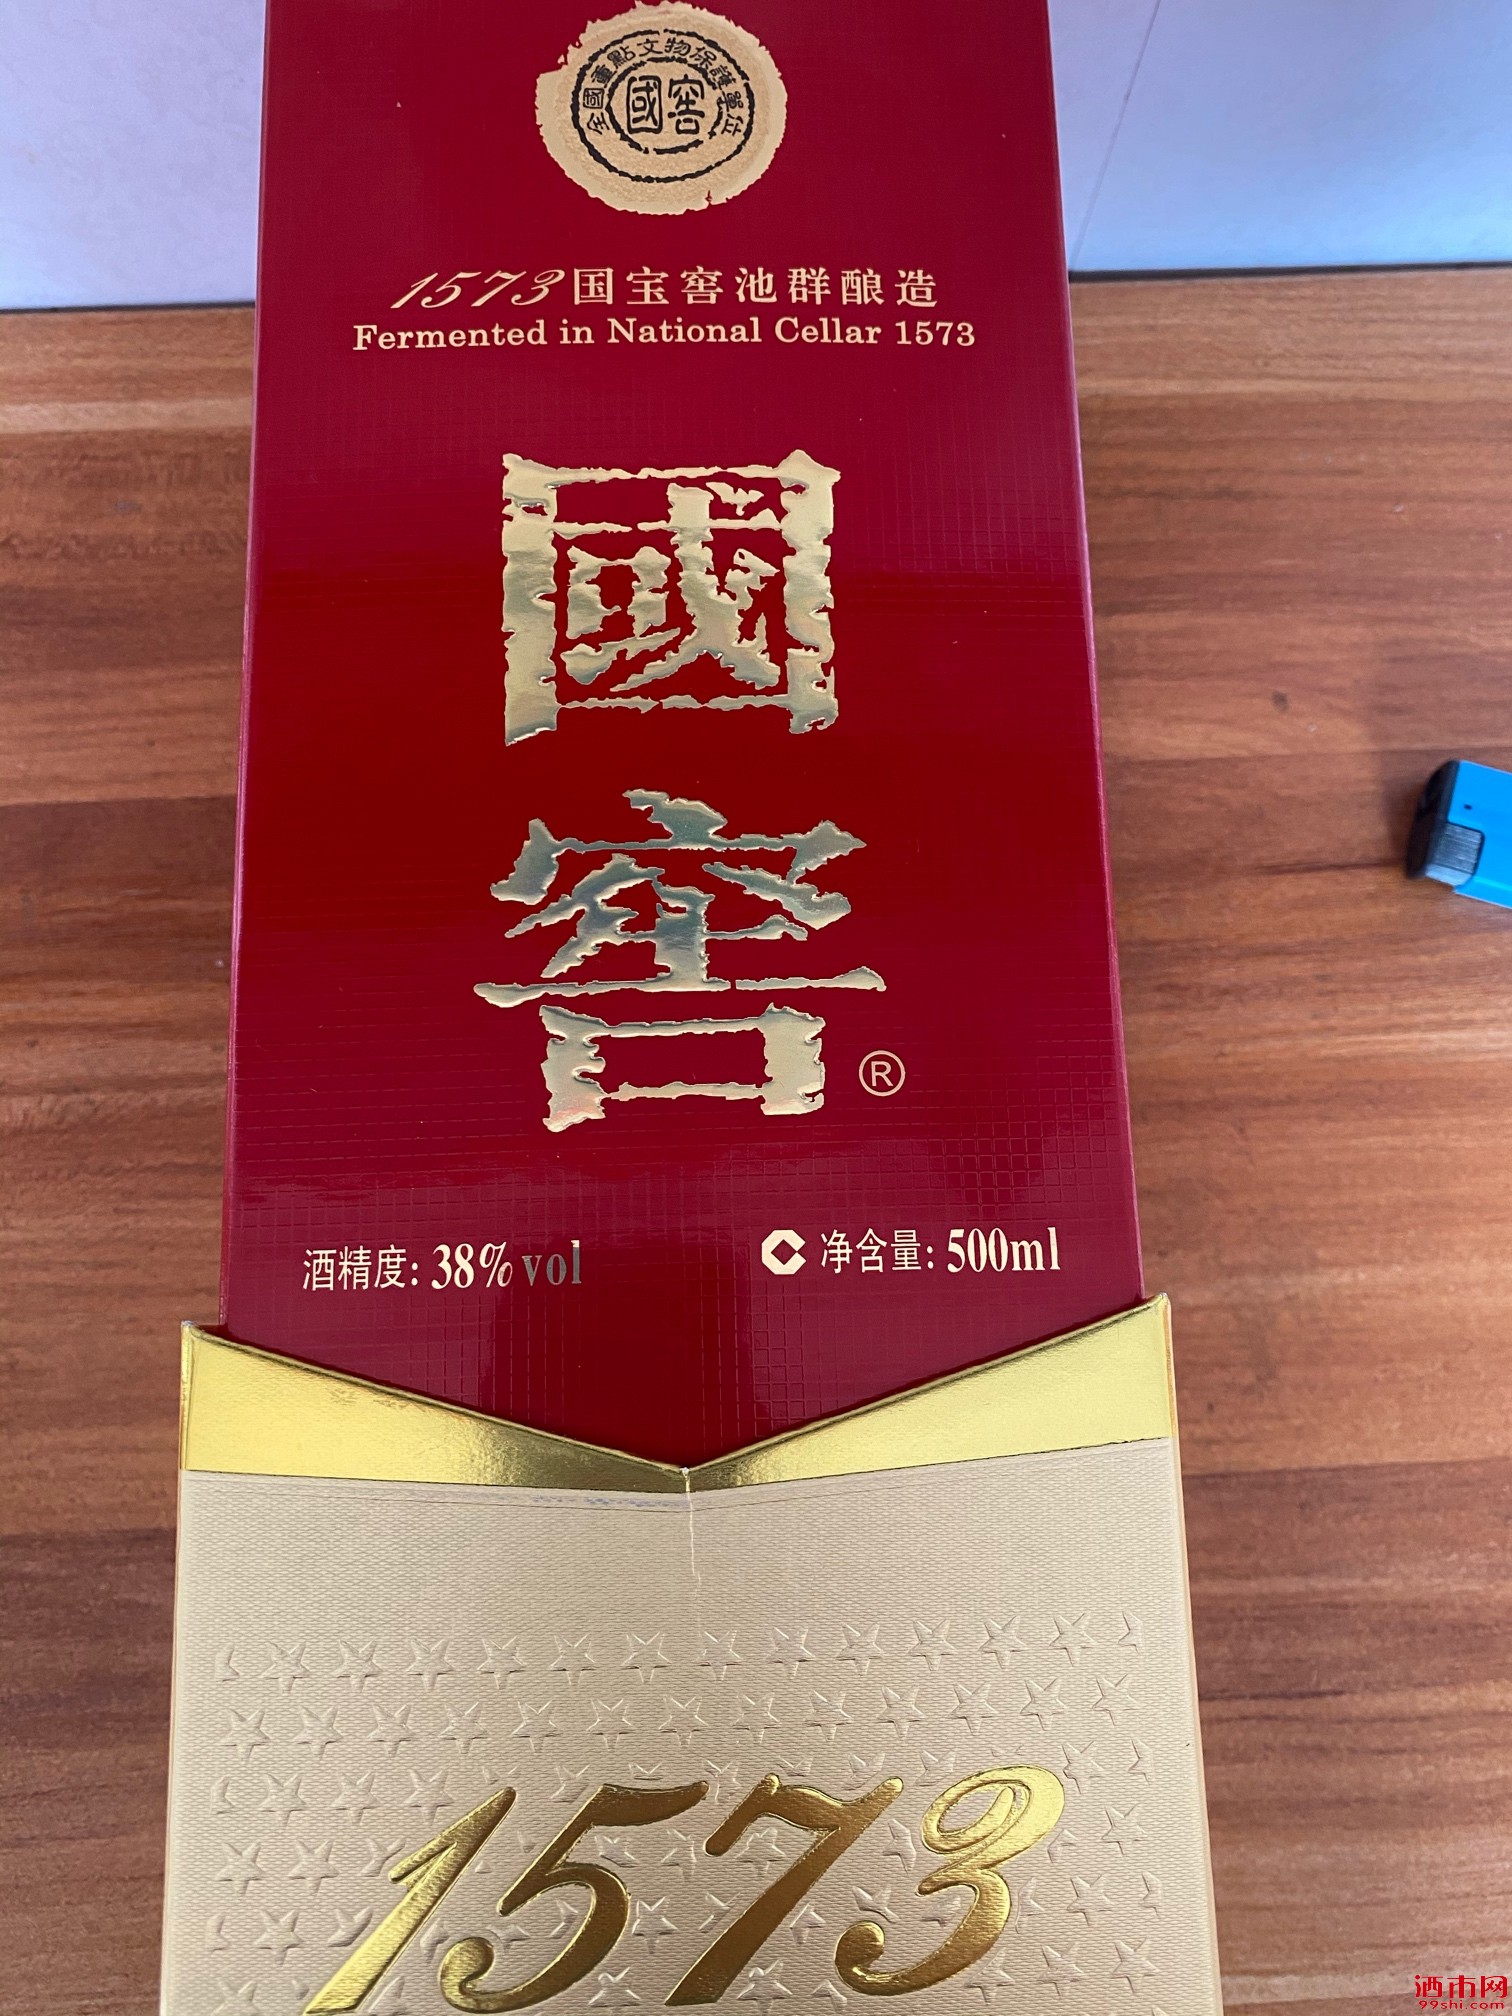 全國重點文物保護單位
國窖
1573国宝窖池群酿造
Fermented in National Cellar 1573
國
窖
®
酒精度: 38% vol
净含量: 500ml
1573
酒市网
99shi.com